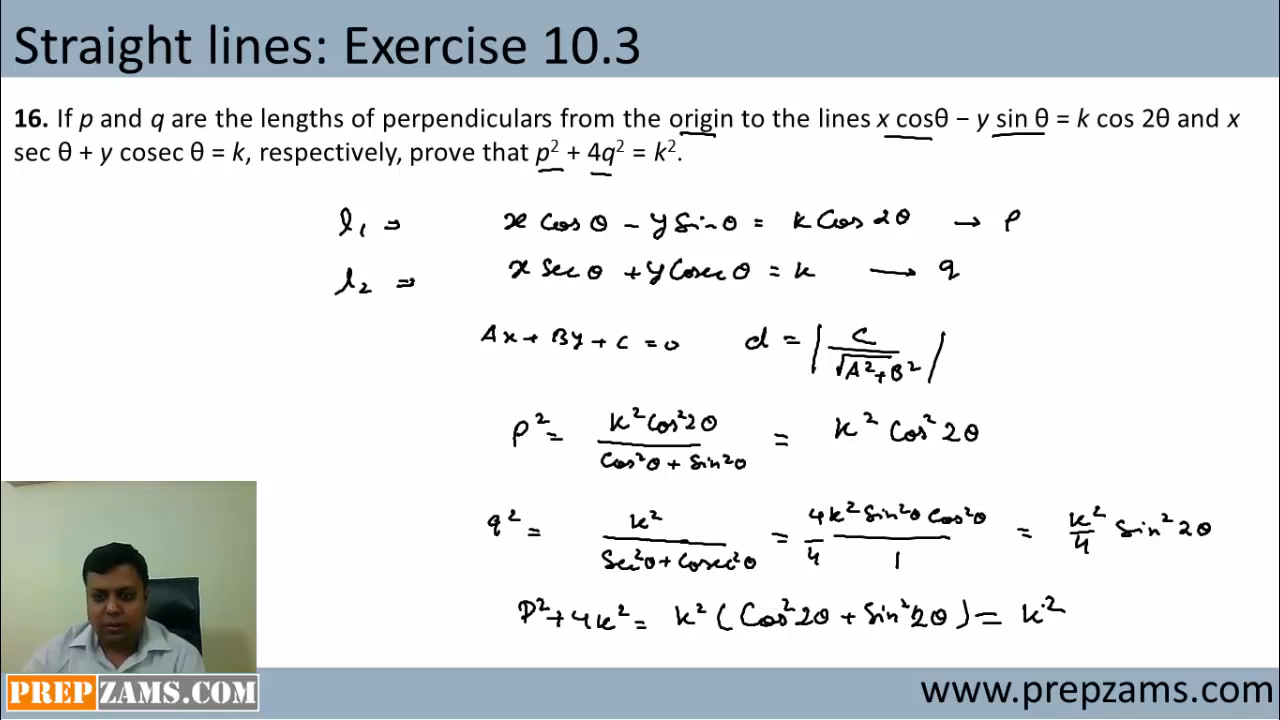 Straight lines: Exercise 10.3
16. If p and q are the lengths of perpendiculars from the origin to the lines x cosθ − y sin θ = k cos 2θ and x
sec θ + y cosec θ = k, respectively, prove that p² + 4q² = k².
l₁ ⇒ x Cos θ − y Sin θ = k Cos 2θ → P
l₂ ⇒ x Sec θ + y Cosec θ = k → q
Ax + By + C = 0 d = | C / √A² + B² |
P² = k² Cos² 2θ / Cos² θ + Sin² θ = k² Cos² 2θ
q² = k² / Sec² θ + Cosec² θ = 4k² Sin² θ Cos² θ / 4 1 = k²/4 Sin² 2θ
P² + 4k² = k² (Cos² 2θ + Sin² 2θ) = k²
PREPZAMS.COM
www.prepzams.com